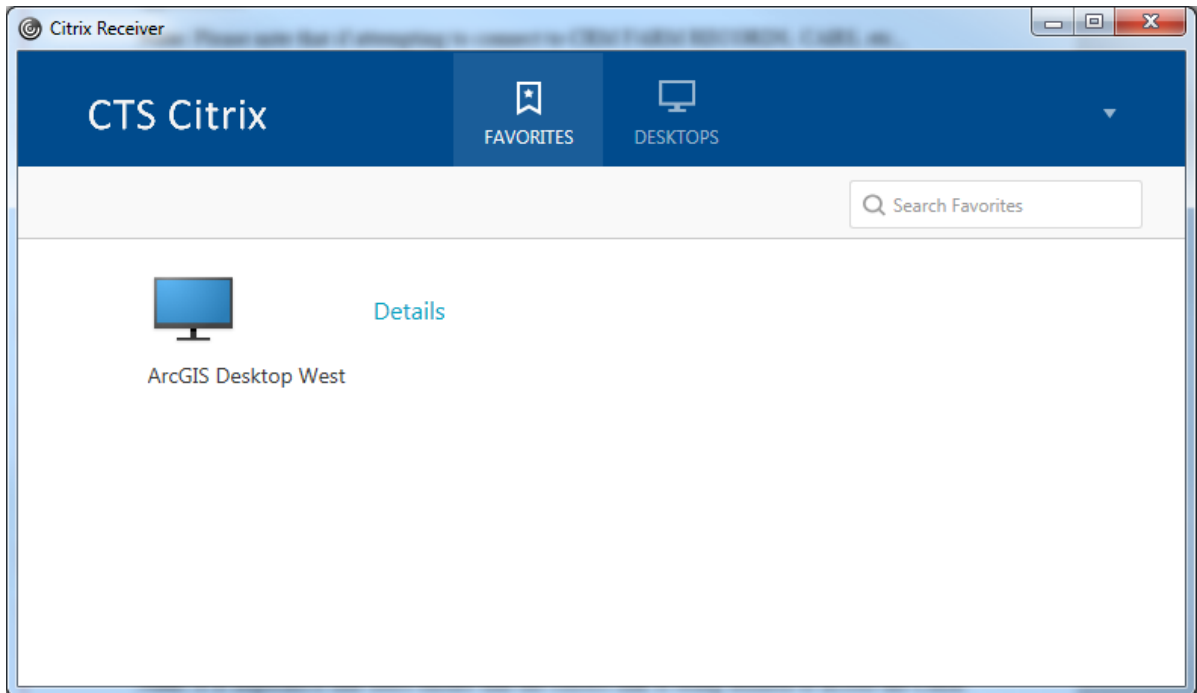 Citrix Receiver
CTS Citrix
FAVORITES
DESKTOPS
Search Favorites
Details
ArcGIS Desktop West